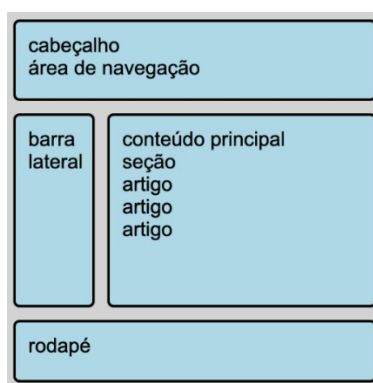 cabeçalho
área de navegação
barra
lateral
conteúdo principal
seção
artigo
artigo
artigo
rodapé